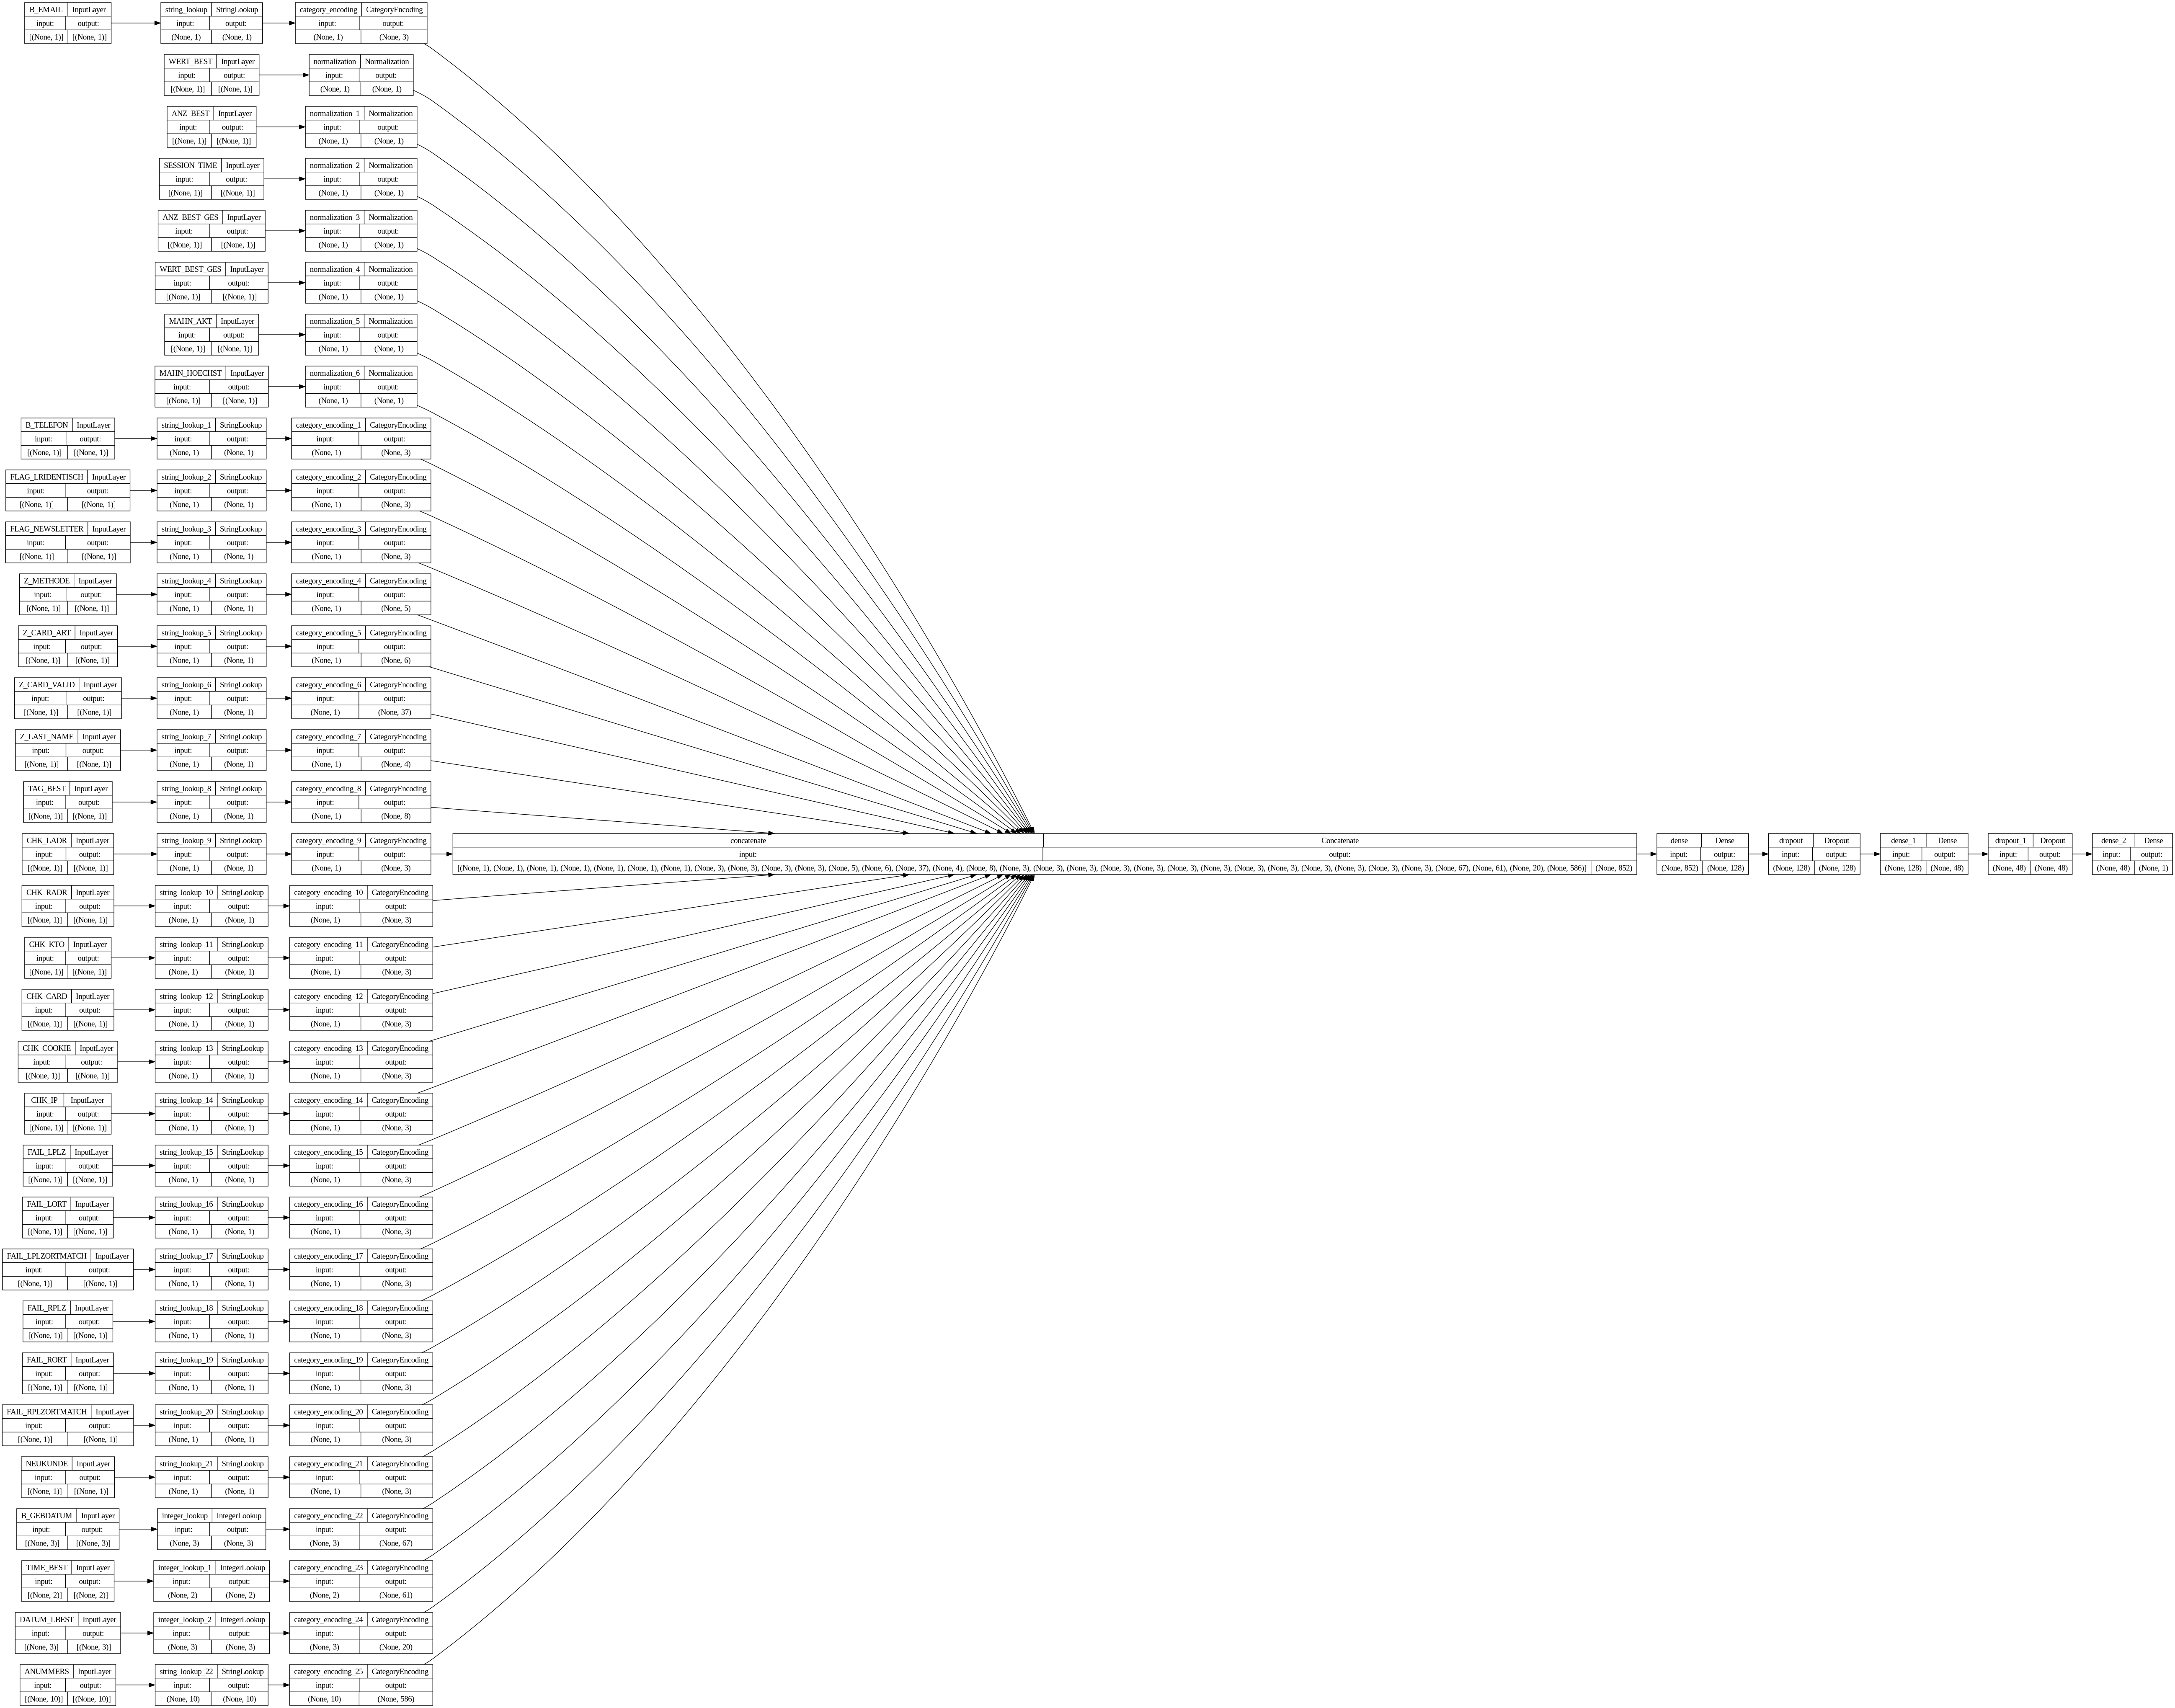 B_EMAIL InputLayer string_lookup StringLookup category_encoding CategoryEncoding
input: output: input: output: input: output:
[(None, 1)] [(None, 1)] (None, 1) (None, 1) (None, 1) (None, 3)
WERT_BEST InputLayer normalization Normalization
input: output: input: output:
[(None, 1)] [(None, 1)] (None, 1) (None, 1)
ANZ_BEST InputLayer normalization_1 Normalization
input: output: input: output:
[(None, 1)] [(None, 1)] (None, 1) (None, 1)
SESSION_TIME InputLayer normalization_2 Normalization
input: output: input: output:
[(None, 1)] [(None, 1)] (None, 1) (None, 1)
ANZ_BEST_GES InputLayer normalization_3 Normalization
input: output: input: output:
[(None, 1)] [(None, 1)] (None, 1) (None, 1)
WERT_BEST_GES InputLayer normalization_4 Normalization
input: output: input: output:
[(None, 1)] [(None, 1)] (None, 1) (None, 1)
MAHN_AKT InputLayer normalization_5 Normalization
input: output: input: output:
[(None, 1)] [(None, 1)] (None, 1) (None, 1)
MAHN_HOECHST InputLayer normalization_6 Normalization
input: output: input: output:
[(None, 1)] [(None, 1)] (None, 1) (None, 1)
B_TELEFON InputLayer string_lookup_1 StringLookup category_encoding_1 CategoryEncoding
input: output: input: output: input: output:
[(None, 1)] [(None, 1)] (None, 1) (None, 1) (None, 1) (None, 3)
FLAG_LRIDENTISCH InputLayer string_lookup_2 StringLookup category_encoding_2 CategoryEncoding
input: output: input: output: input: output:
[(None, 1)] [(None, 1)] (None, 1) (None, 1) (None, 1) (None, 3)
FLAG_NEWSLETTER InputLayer string_lookup_3 StringLookup category_encoding_3 CategoryEncoding
input: output: input: output: input: output:
[(None, 1)] [(None, 1)] (None, 1) (None, 1) (None, 1) (None, 3)
Z_METHODE InputLayer string_lookup_4 StringLookup category_encoding_4 CategoryEncoding
input: output: input: output: input: output:
[(None, 1)] [(None, 1)] (None, 1) (None, 1) (None, 1) (None, 5)
Z_CARD_ART InputLayer string_lookup_5 StringLookup category_encoding_5 CategoryEncoding
input: output: input: output: input: output:
[(None, 1)] [(None, 1)] (None, 1) (None, 1) (None, 1) (None, 6)
Z_CARD_VALID InputLayer string_lookup_6 StringLookup category_encoding_6 CategoryEncoding
input: output: input: output: input: output:
[(None, 1)] [(None, 1)] (None, 1) (None, 1) (None, 1) (None, 37)
Z_LAST_NAME InputLayer string_lookup_7 StringLookup category_encoding_7 CategoryEncoding
input: output: input: output: input: output:
[(None, 1)] [(None, 1)] (None, 1) (None, 1) (None, 1) (None, 4)
TAG_BEST InputLayer string_lookup_8 StringLookup category_encoding_8 CategoryEncoding
input: output: input: output: input: output:
[(None, 1)] [(None, 1)] (None, 1) (None, 1) (None, 1) (None, 8)
CHK_LADR InputLayer string_lookup_9 StringLookup category_encoding_9 CategoryEncoding concatenate Concatenate dense Dense dropout Dropout dense_1 Dense dropout_1 Dropout dense_2 Dense
input: output: input: output: input: output: input: output: input: output: input: output: input: output: input: output: input: output:
[(None, 1)] [(None, 1)] (None, 1) (None, 1) (None, 1) (None, 3) [(None, 1), (None, 1), (None, 1), (None, 1), (None, 1), (None, 1), (None, 1), (None, 3), (None, 3), (None, 3), (None, 3), (None, 5), (None, 6), (None, 37), (None, 4), (None, 8), (None, 3), (None, 3), (None, 3), (None, 3), (None, 3), (None, 3), (None, 3), (None, 3), (None, 3), (None, 3), (None, 3), (None, 3), (None, 3), (None, 67), (None, 61), (None, 20), (None, 586)] (None, 852) (None, 852) (None, 128) (None, 128) (None, 128) (None, 128) (None, 48) (None, 48) (None, 48) (None, 48) (None, 1)
CHK_RADR InputLayer string_lookup_10 StringLookup category_encoding_10 CategoryEncoding
input: output: input: output: input: output:
[(None, 1)] [(None, 1)] (None, 1) (None, 1) (None, 1) (None, 3)
CHK_KTO InputLayer string_lookup_11 StringLookup category_encoding_11 CategoryEncoding
input: output: input: output: input: output:
[(None, 1)] [(None, 1)] (None, 1) (None, 1) (None, 1) (None, 3)
CHK_CARD InputLayer string_lookup_12 StringLookup category_encoding_12 CategoryEncoding
input: output: input: output: input: output:
[(None, 1)] [(None, 1)] (None, 1) (None, 1) (None, 1) (None, 3)
CHK_COOKIE InputLayer string_lookup_13 StringLookup category_encoding_13 CategoryEncoding
input: output: input: output: input: output:
[(None, 1)] [(None, 1)] (None, 1) (None, 1) (None, 1) (None, 3)
CHK_IP InputLayer string_lookup_14 StringLookup category_encoding_14 CategoryEncoding
input: output: input: output: input: output:
[(None, 1)] [(None, 1)] (None, 1) (None, 1) (None, 1) (None, 3)
FAIL_LPLZ InputLayer string_lookup_15 StringLookup category_encoding_15 CategoryEncoding
input: output: input: output: input: output:
[(None, 1)] [(None, 1)] (None, 1) (None, 1) (None, 1) (None, 3)
FAIL_LORT InputLayer string_lookup_16 StringLookup category_encoding_16 CategoryEncoding
input: output: input: output: input: output:
[(None, 1)] [(None, 1)] (None, 1) (None, 1) (None, 1) (None, 3)
FAIL_LPLZORTMATCH InputLayer string_lookup_17 StringLookup category_encoding_17 CategoryEncoding
input: output: input: output: input: output:
[(None, 1)] [(None, 1)] (None, 1) (None, 1) (None, 1) (None, 3)
FAIL_RPLZ InputLayer string_lookup_18 StringLookup category_encoding_18 CategoryEncoding
input: output: input: output: input: output:
[(None, 1)] [(None, 1)] (None, 1) (None, 1) (None, 1) (None, 3)
FAIL_RORT InputLayer string_lookup_19 StringLookup category_encoding_19 CategoryEncoding
input: output: input: output: input: output:
[(None, 1)] [(None, 1)] (None, 1) (None, 1) (None, 1) (None, 3)
FAIL_RPLZORTMATCH InputLayer string_lookup_20 StringLookup category_encoding_20 CategoryEncoding
input: output: input: output: input: output:
[(None, 1)] [(None, 1)] (None, 1) (None, 1) (None, 1) (None, 3)
NEUKUNDE InputLayer string_lookup_21 StringLookup category_encoding_21 CategoryEncoding
input: output: input: output: input: output:
[(None, 1)] [(None, 1)] (None, 1) (None, 1) (None, 1) (None, 3)
B_GEBDATUM InputLayer integer_lookup IntegerLookup category_encoding_22 CategoryEncoding
input: output: input: output: input: output:
[(None, 3)] [(None, 3)] (None, 3) (None, 3) (None, 3) (None, 67)
TIME_BEST InputLayer integer_lookup_1 IntegerLookup category_encoding_23 CategoryEncoding
input: output: input: output: input: output:
[(None, 2)] [(None, 2)] (None, 2) (None, 2) (None, 2) (None, 61)
DATUM_LBEST InputLayer integer_lookup_2 IntegerLookup category_encoding_24 CategoryEncoding
input: output: input: output: input: output:
[(None, 3)] [(None, 3)] (None, 3) (None, 3) (None, 3) (None, 20)
ANUMMERS InputLayer string_lookup_22 StringLookup category_encoding_25 CategoryEncoding
input: output: input: output: input: output:
[(None, 10)] [(None, 10)] (None, 10) (None, 10) (None, 10) (None, 586)